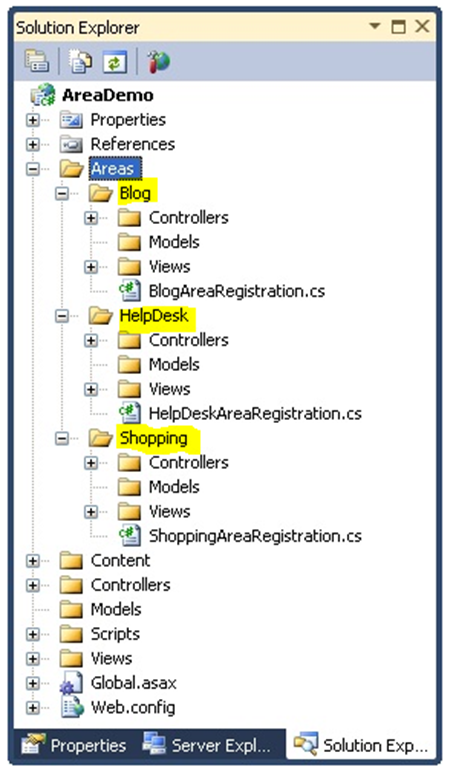 Solution Explorer
AreaDemo
Properties
References
Areas
Blog
Controllers
Models
Views
BlogAreaRegistration.cs
HelpDesk
Controllers
Models
Views
HelpDeskAreaRegistration.cs
Shopping
Controllers
Models
Views
ShoppingAreaRegistration.cs
Content
Controllers
Models
Scripts
Views
Global.asax
Web.config
Properties Server Expl... Solution Exp...